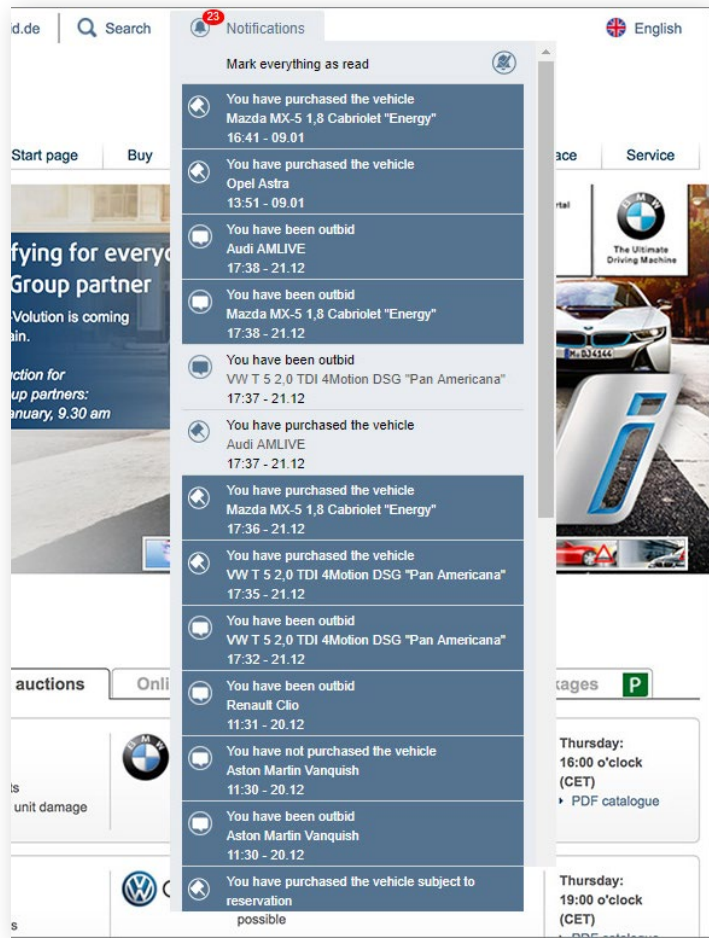 id.de
Search
23
Notifications
English
Mark everything as read
You have purchased the vehicle
Mazda MX-5 1,8 Cabriolet "Energy"
16:41 - 09.01
Start page
Buy
ace
Service
You have purchased the vehicle
Opel Astra
13:51 - 09.01
rtal
BMW
The Ultimate
Driving Machine
fying for everyo
Group partner
-Volution is coming
ain.
uction for
up partners:
anuary, 9.30 am
You have been outbid
Audi AMLIVE
17:38 - 21.12
You have been outbid
Mazda MX-5 1,8 Cabriolet "Energy"
17:38 - 21.12
M:DJ4144
You have been outbid
VW T 5 2,0 TDI 4Motion DSG "Pan Americana"
17:37 - 21.12
You have purchased the vehicle
Audi AMLIVE
17:37 - 21.12
You have purchased the vehicle
Mazda MX-5 1,8 Cabriolet "Energy"
17:36 - 21.12
You have purchased the vehicle
VW T 5 2,0 TDI 4Motion DSG "Pan Americana"
17:35 - 21.12
You have been outbid
VW T 5 2,0 TDI 4Motion DSG "Pan Americana"
17:32 - 21.12
auctions
Onli
kages
P
You have been outbid
Renault Clio
11:31 - 20.12
You have not purchased the vehicle
Aston Martin Vanquish
11:30 - 20.12
ts
unit damage
BMW
Thursday:
16:00 o'clock
(CET)
PDF catalogue
You have been outbid
Aston Martin Vanquish
11:30 - 20.12
You have purchased the vehicle subject to
reservation
possible
s
Thursday:
19:00 o'clock
(CET)
PDF catalogue